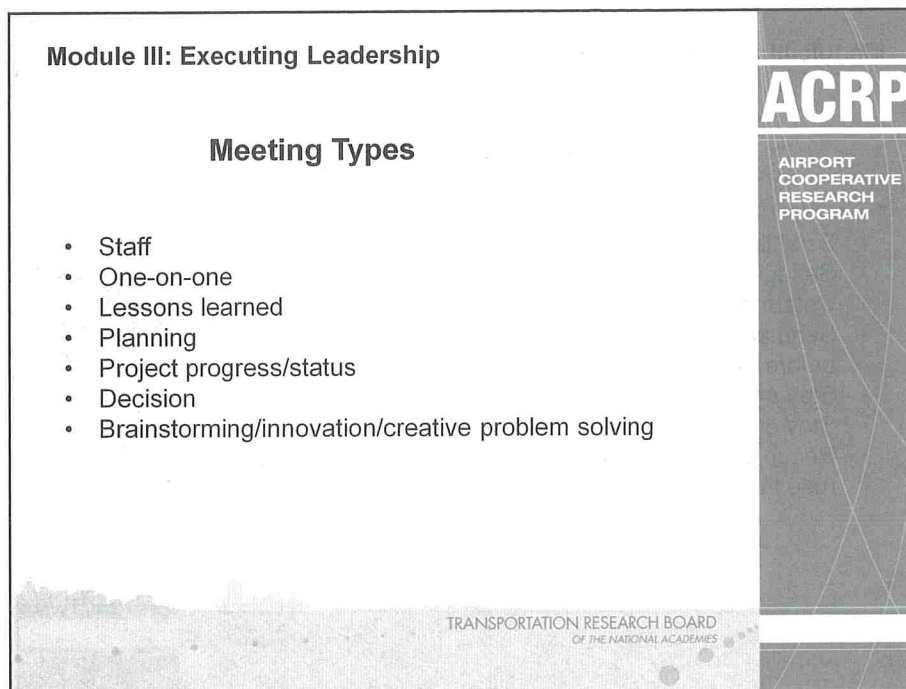 Module III: Executing Leadership
Meeting Types
• Staff
• One-on-one
• Lessons learned
• Planning
• Project progress/status
• Decision
• Brainstorming/innovation/creative problem solving
ACRP
AIRPORT
COOPERATIVE
RESEARCH
PROGRAM
TRANSPORTATION RESEARCH BOARD
OF THE NATIONAL ACADEMIES